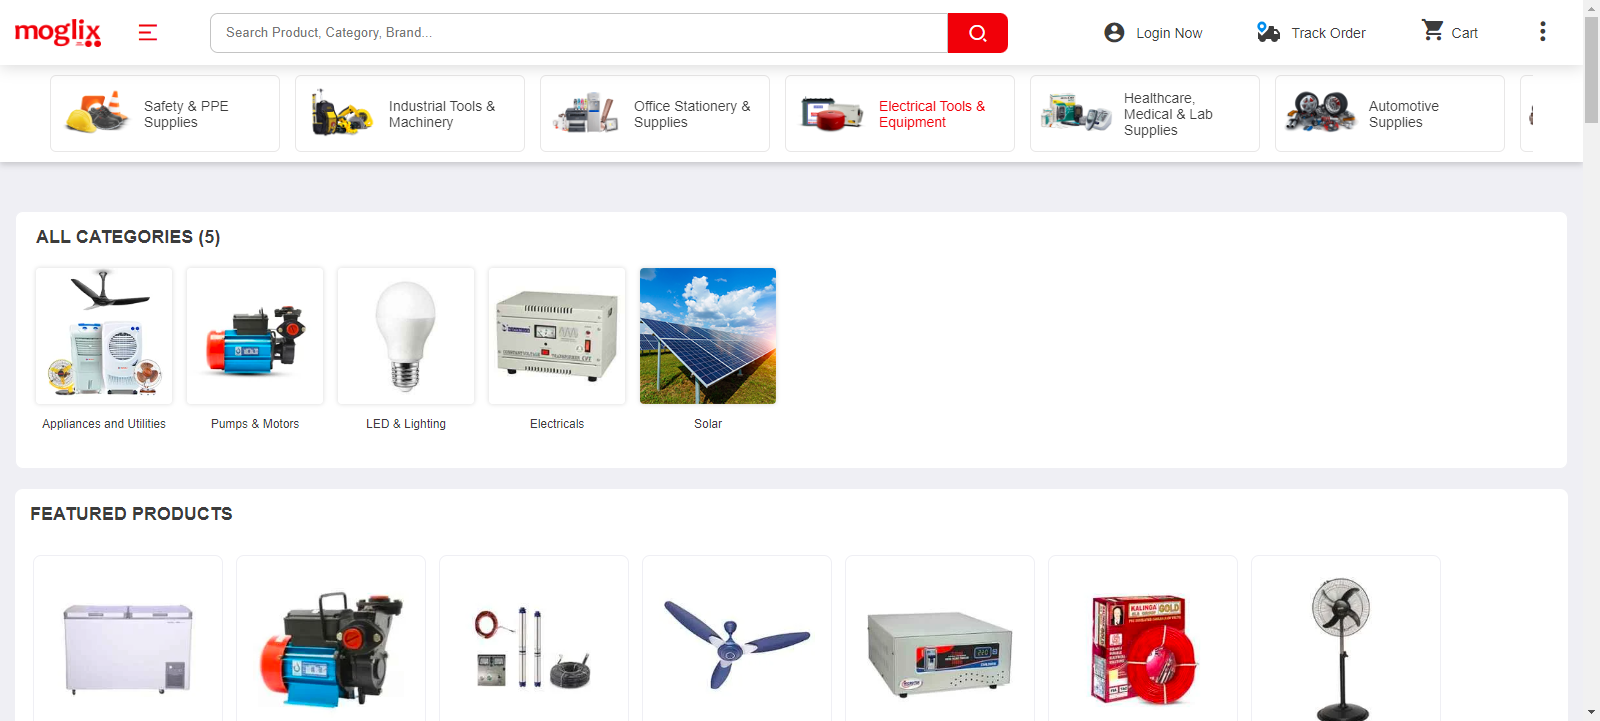 moglix
Search Product, Category, Brand...
Login Now
Track Order
Cart
Safety & PPE
Supplies
Industrial Tools &
Machinery
Office Stationery &
Supplies
Electrical Tools &
Equipment
Healthcare,
Medical & Lab
Supplies
Automotive
Supplies
ALL CATEGORIES (5)
Appliances and Utilities
Pumps & Motors
LED & Lighting
Electricals
Solar
FEATURED PRODUCTS
KALINGA
GOLD